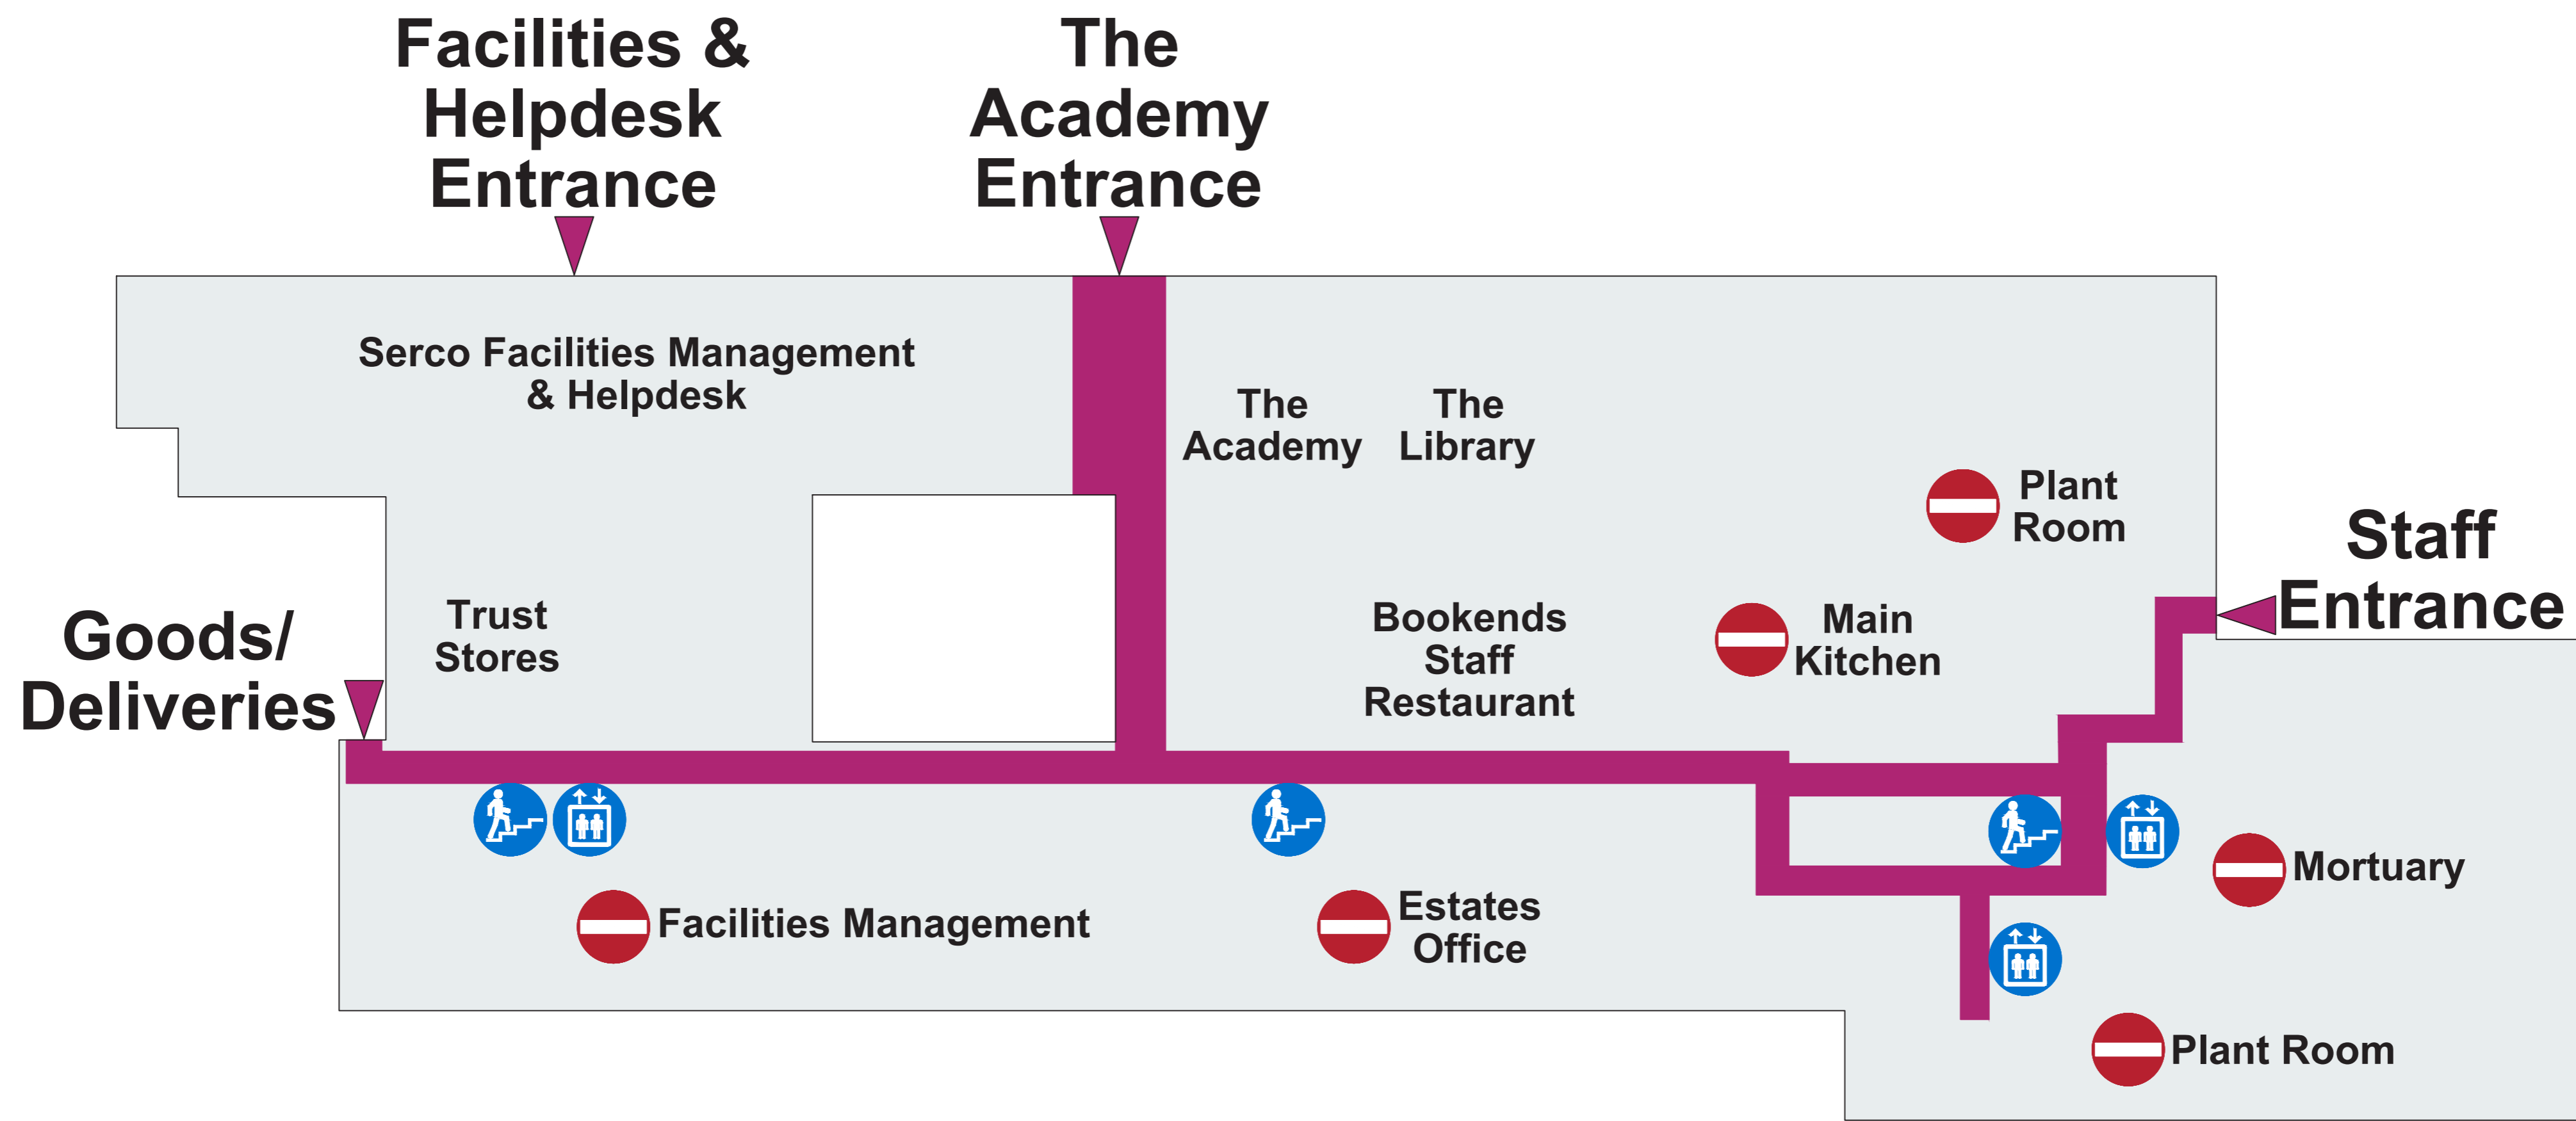 Facilities &
Helpdesk
Entrance
The
Academy
Entrance
Serco Facilities Management
& Helpdesk
The
Academy
The
Library
Plant
Room
Staff
Entrance
Goods/
Deliveries
Trust
Stores
Bookends
Staff
Restaurant
Main
Kitchen
Mortuary
Facilities Management
Estates
Office
Plant Room